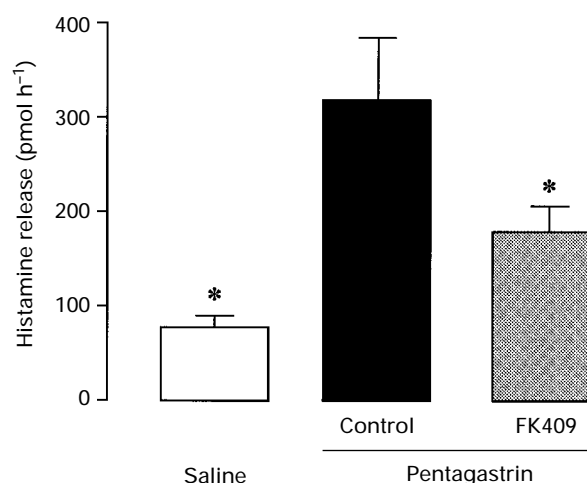 Histamine release (pmol h⁻¹)
400
300
200
100
0
*
*
Control FK409
Saline Pentagastrin